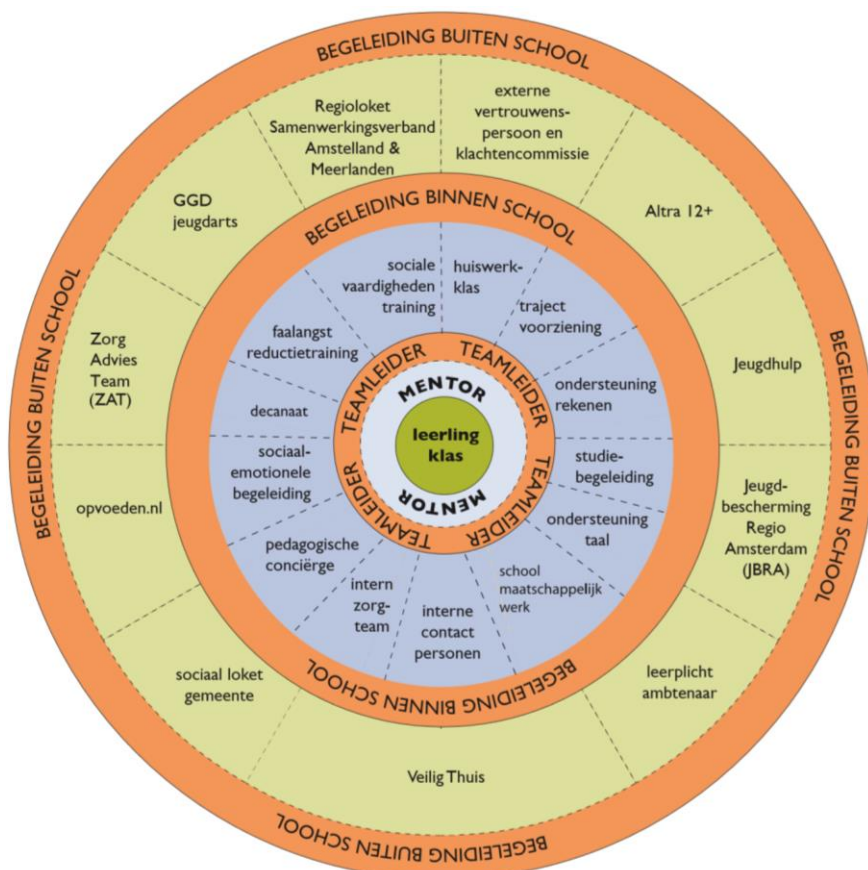 BEGELEIDING BUITEN SCHOOL
externe
vertrouwens-
persoon en
klachtencommissie
Altra 12+
Jeugdhulp
BEGELEIDING BUITEN SCHOOL
Jeugd-
bescherming
Regio
Amsterdam
(JBRA)
leerplicht
ambtenaar
Veilig Thuis
BEGELEIDING BUITEN SCHOOL
sociaal loket
gemeente
opvoeden.nl
BEGELEIDING BUITEN SCHOOL
Zorg
Advies
Team
(ZAT)
GGD
jeugdarts
Regioloket
Samenwerkingsverband
Amstelland &
Meerlanden
BEGELEIDING BINNEN SCHOOL
huiswerk-
klas
traject
voorziening
ondersteuning
rekenen
studie-
begeleiding
ondersteuning
taal
school
maatschappelijk
werk
interne
contact
personen
intern
zorg-
team
pedagogische
conciërge
sociaal-
emotionele
begeleiding
decanaat
faalangst
reductietraining
sociale
vaardigheden
training
BEGELEIDING BINNEN SCHOOL
TEAMLEIDER
TEAMLEIDER
TEAMLEIDER
TEAMLEIDER
TEAMLEIDER
MENTOR
leerling
klas
MENTOR